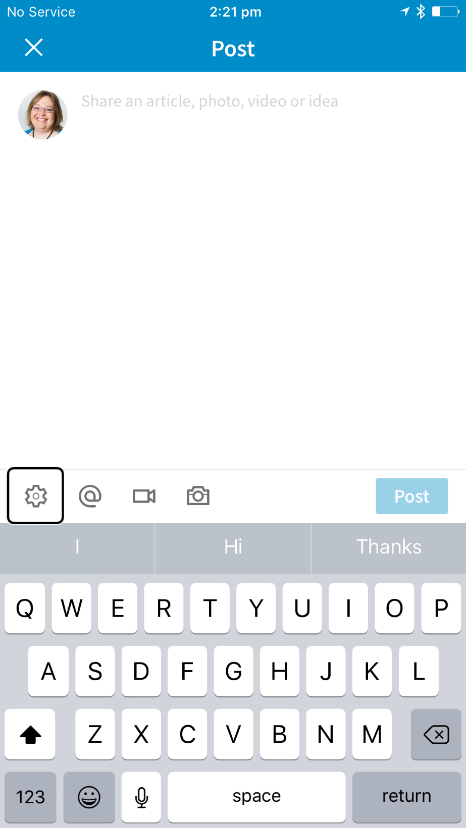 No Service 2:21 pm
Post
Share an article, photo, video or idea
@ Post
I Hi Thanks
Q W E R T Y U I O P
A S D F G H J K L
Z X C V B N M
123 space return